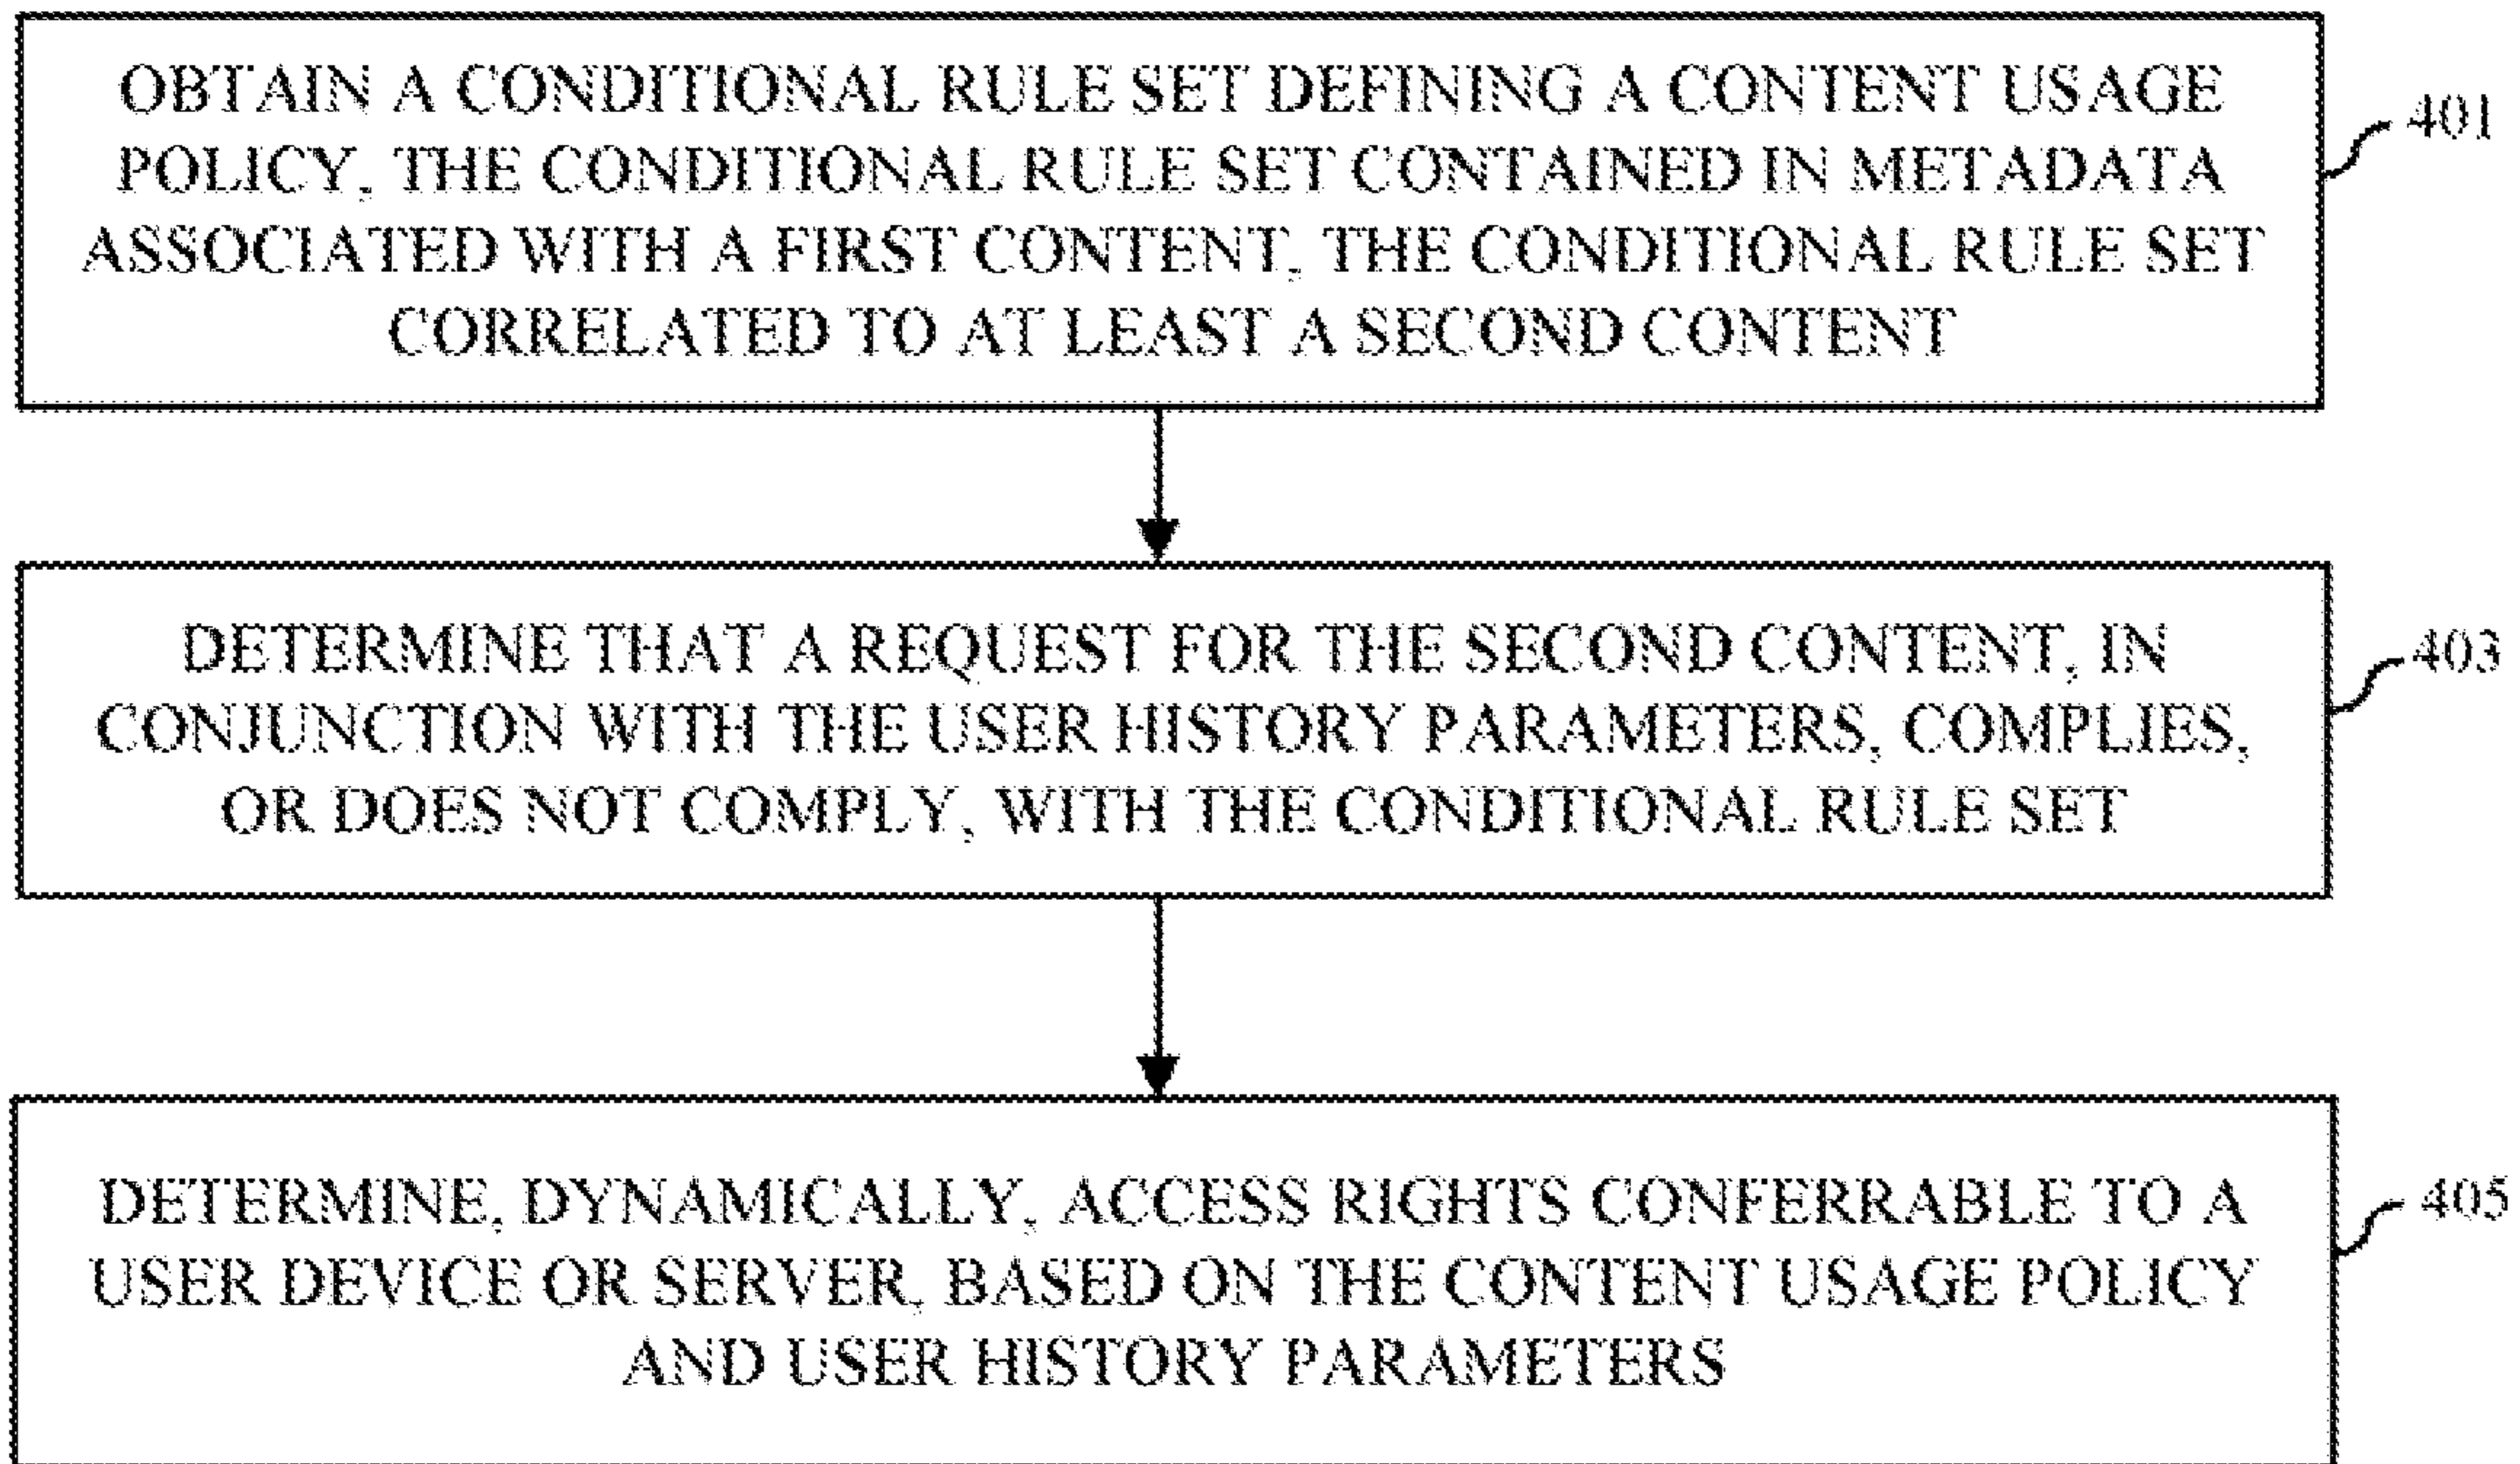 OBTAIN A CONDITIONAL RULE SET DEFINING A CONTENT USAGE
POLICY, THE CONDITIONAL RULE SET CONTAINED IN METADATA
ASSOCIATED WITH A FIRST CONTENT, THE CONDITIONAL RULE SET
CORRELATED TO AT LEAST A SECOND CONTENT
401
DETERMINE THAT A REQUEST FOR THE SECOND CONTENT, IN
CONJUNCTION WITH THE USER HISTORY PARAMETERS, COMPLIES,
OR DOES NOT COMPLY, WITH THE CONDITIONAL RULE SET
403
DETERMINE, DYNAMICALLY, ACCESS RIGHTS CONFERRABLE TO A
USER DEVICE OR SERVER, BASED ON THE CONTENT USAGE POLICY
AND USER HISTORY PARAMETERS
405